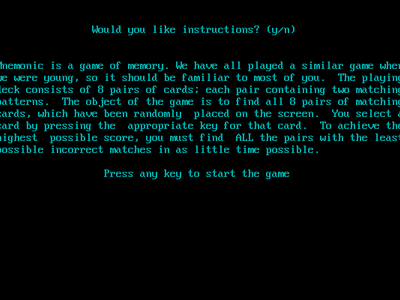 Would you like instructions? (y/n)
Mnemonic is a game of memory. We have all played a similar game when
we were young, so it should be familiar to most of you.  The playing
deck consists of 8 pairs of cards; each pair containing two matching
patterns.  The object of the game is to find all 8 pairs of matching
cards, which have been randomly  placed on the screen.  You select a
card by pressing the  appropriate key for that card.  To achieve the
highest  possible score, you must find  ALL the pairs with the least
possible incorrect matches in as little time possible.
Press any key to start the game